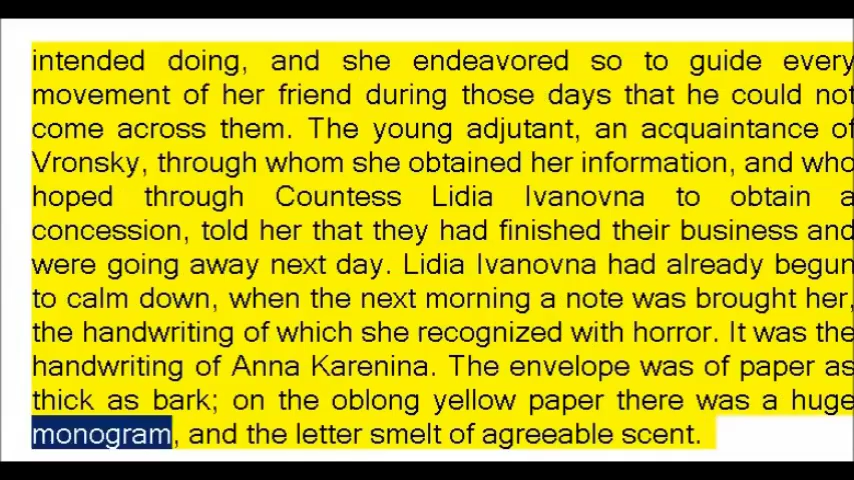 intended doing, and she endeavored so to guide every
movement of her friend during those days that he could not
come across them. The young adjutant, an acquaintance of
Vronsky, through whom she obtained her information, and who
hoped through Countess Lidia Ivanovna to obtain a
concession, told her that they had finished their business and
were going away next day. Lidia Ivanovna had already begun
to calm down, when the next morning a note was brought her,
the handwriting of which she recognized with horror. It was the
handwriting of Anna Karenina. The envelope was of paper as
thick as bark; on the oblong yellow paper there was a huge
monogram, and the letter smelt of agreeable scent.